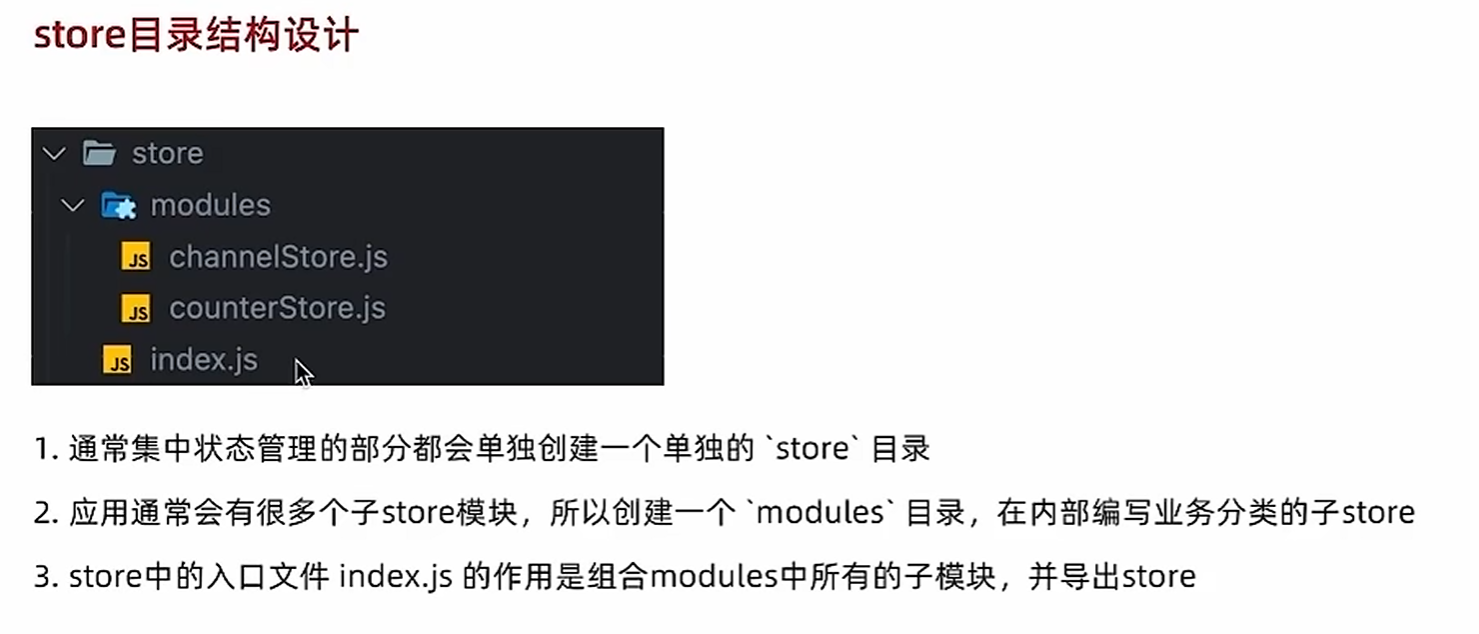 store目录结构设计
store
modules
JS channelStore.js
JS counterStore.js
JS index.js
1. 通常集中状态管理的部分都会单独创建一个单独的 `store` 目录
2. 应用通常会有很多个子store模块，所以创建一个 `modules` 目录，在内部编写业务分类的子store
3. store中的入口文件 index.js 的作用是组合modules中所有的子模块，并导出store